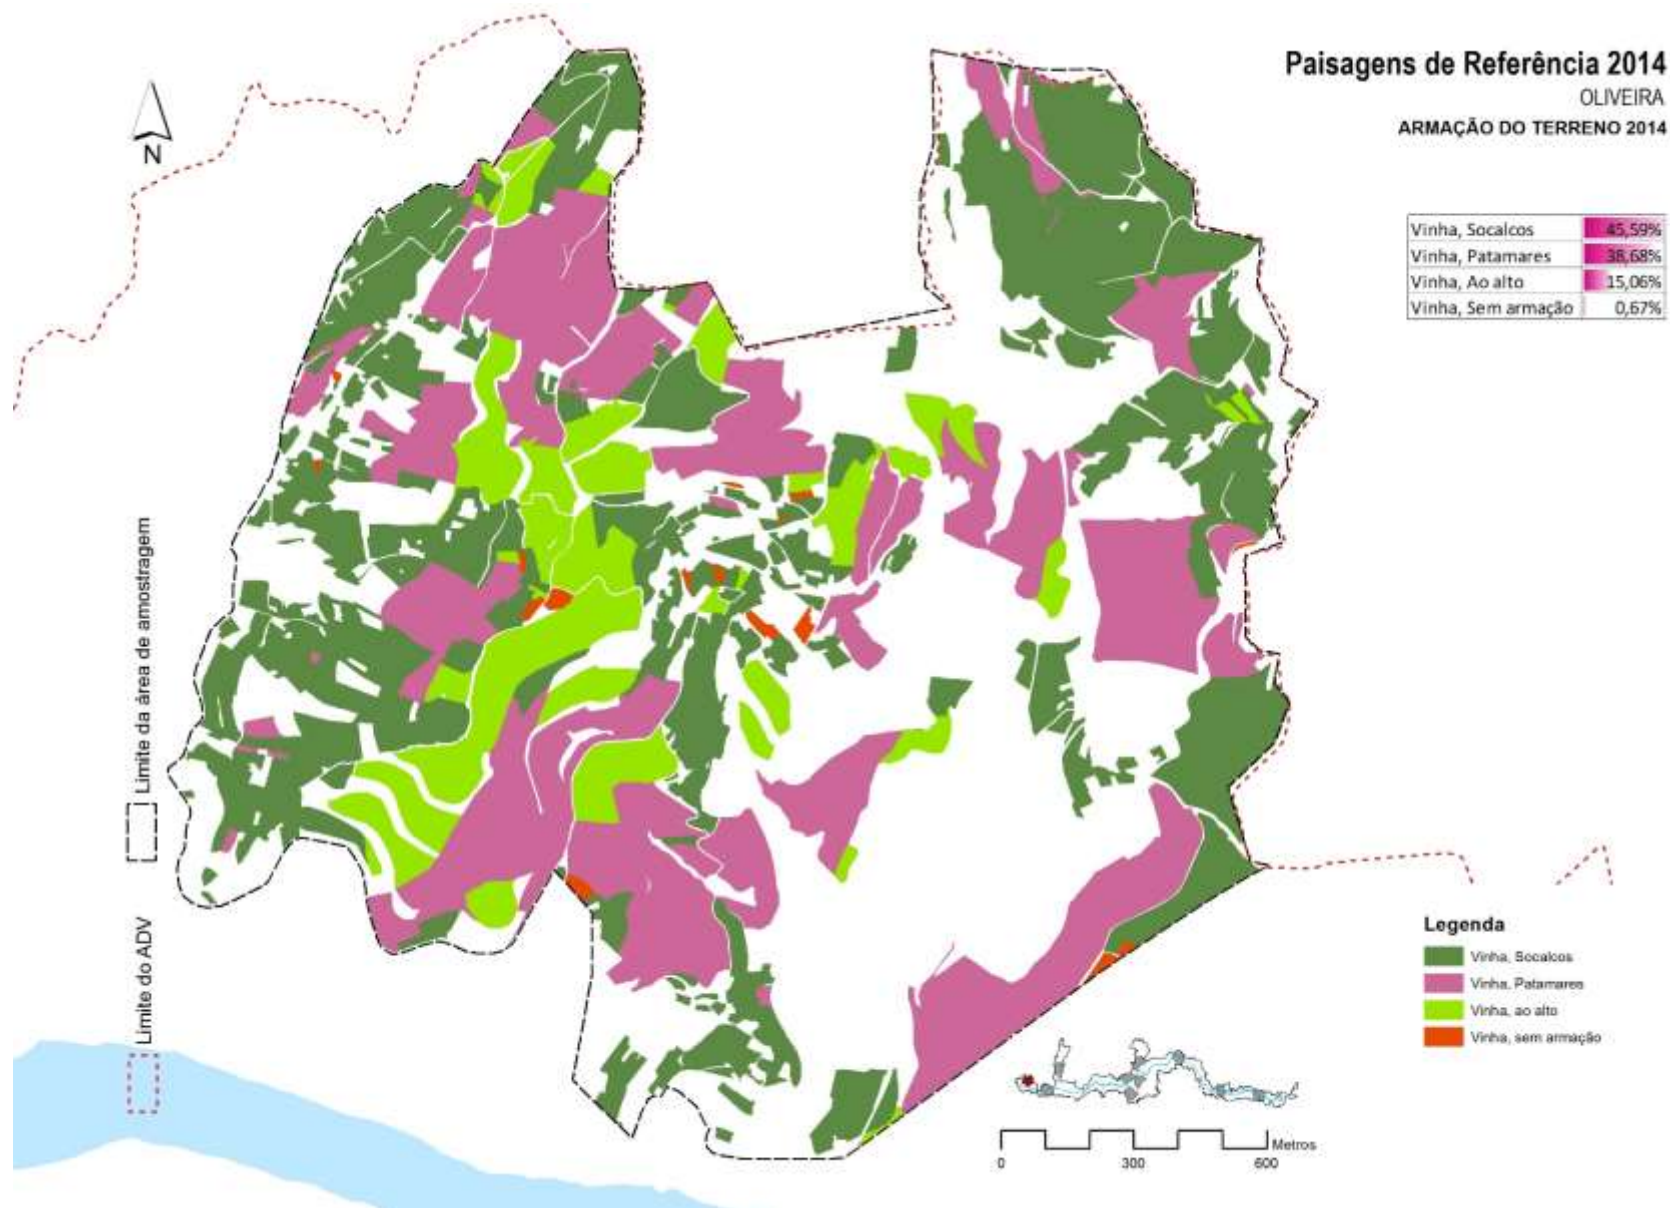 Paisagens de Referência 2014
OLIVEIRA
ARMAÇÃO DO TERRENO 2014
N
Vinha, Socalcos 45,59%
Vinha, Patamares 38,68%
Vinha, Ao alto 15,06%
Vinha, Sem armação 0,67%
Limite da área de amostragem
Limite do ADV
Legenda
Vinha, Socalcos
Vinha, Patamares
Vinha, ao alto
Vinha, sem armação
Metros
0 300 600